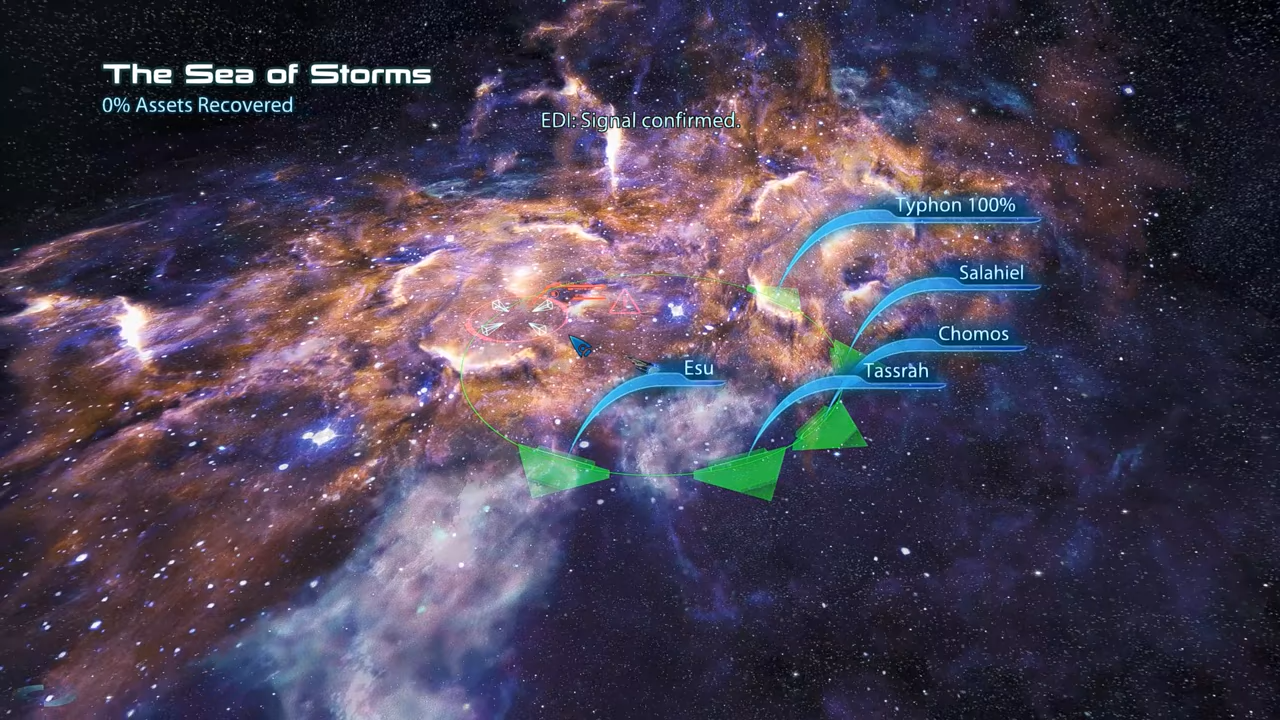 The Sea of Storms
0% Assets Recovered
EDI: Signal confirmed.
Typhon 100%
Salahiel
Chomos
Esu
Tassrah